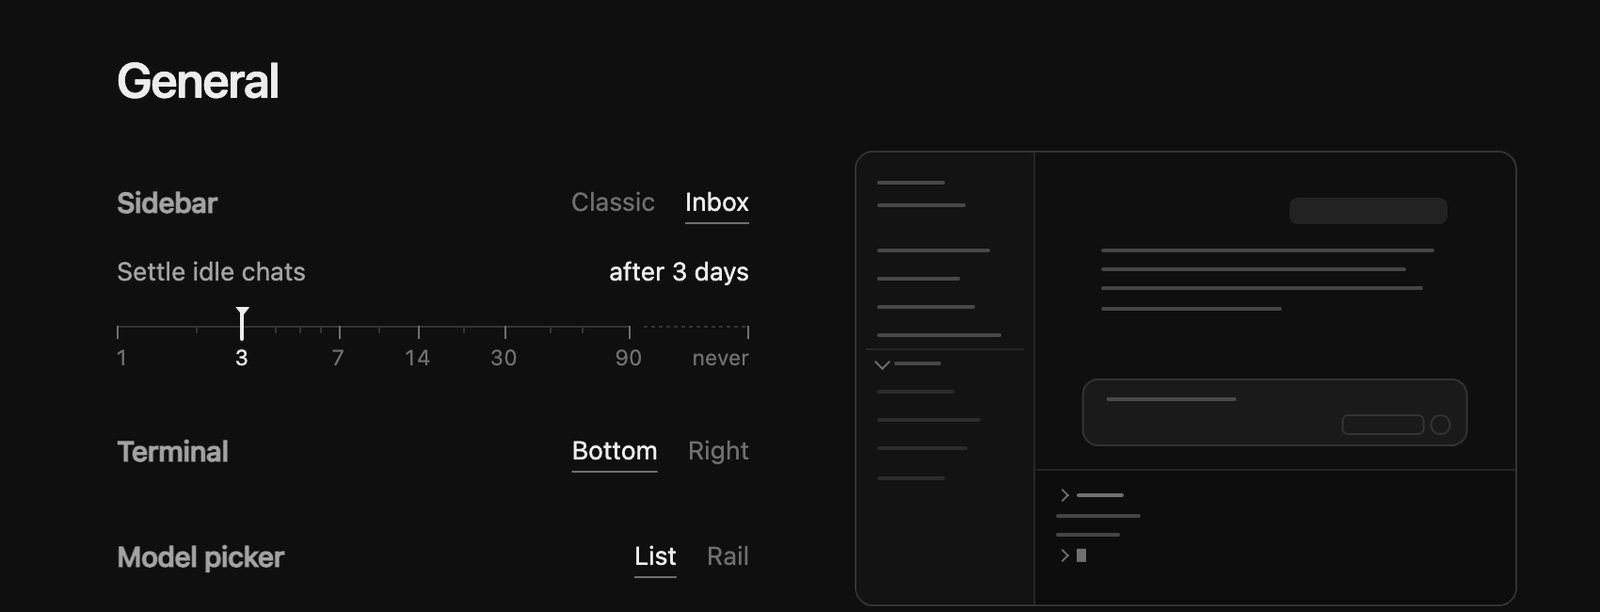 General
Sidebar Classic Inbox
Settle idle chats after 3 days
1 3 7 14 30 90 never
Terminal Bottom Right
Model picker List Rail